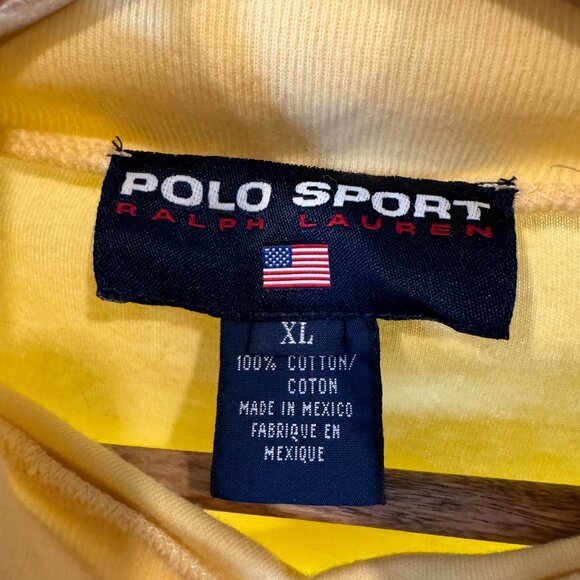 POLO SPORT
RALPH LAUREN
XL
100% COTTON/
COTON
MADE IN MEXICO
FABRIQUE EN
MEXIQUE